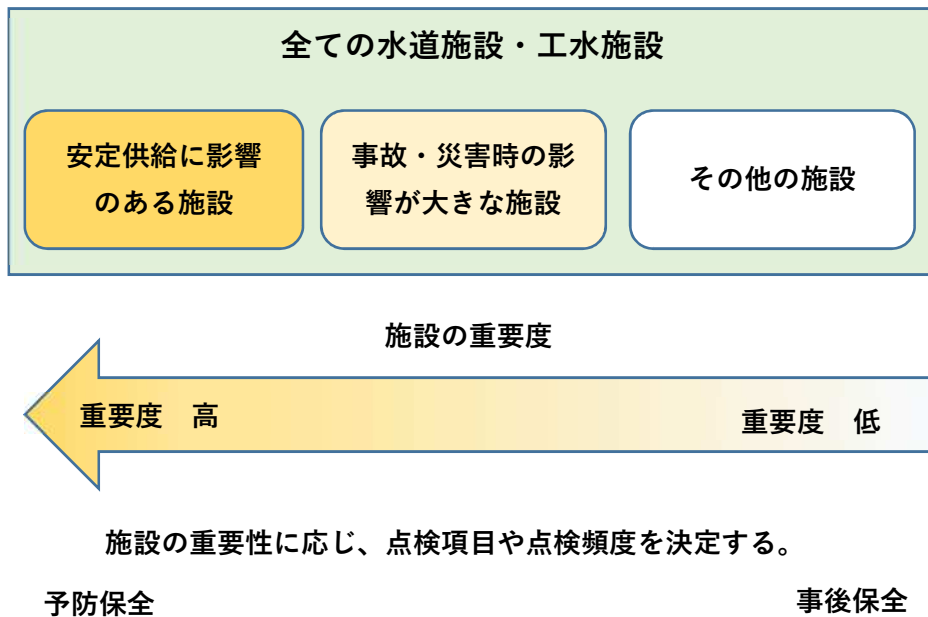 全ての水道施設・工水施設
安定供給に影響
のある施設
事故・災害時の影
響が大きな施設
その他の施設
施設の重要度
重要度　高
重要度　低
施設の重要性に応じ、点検項目や点検頻度を決定する。
予防保全
事後保全